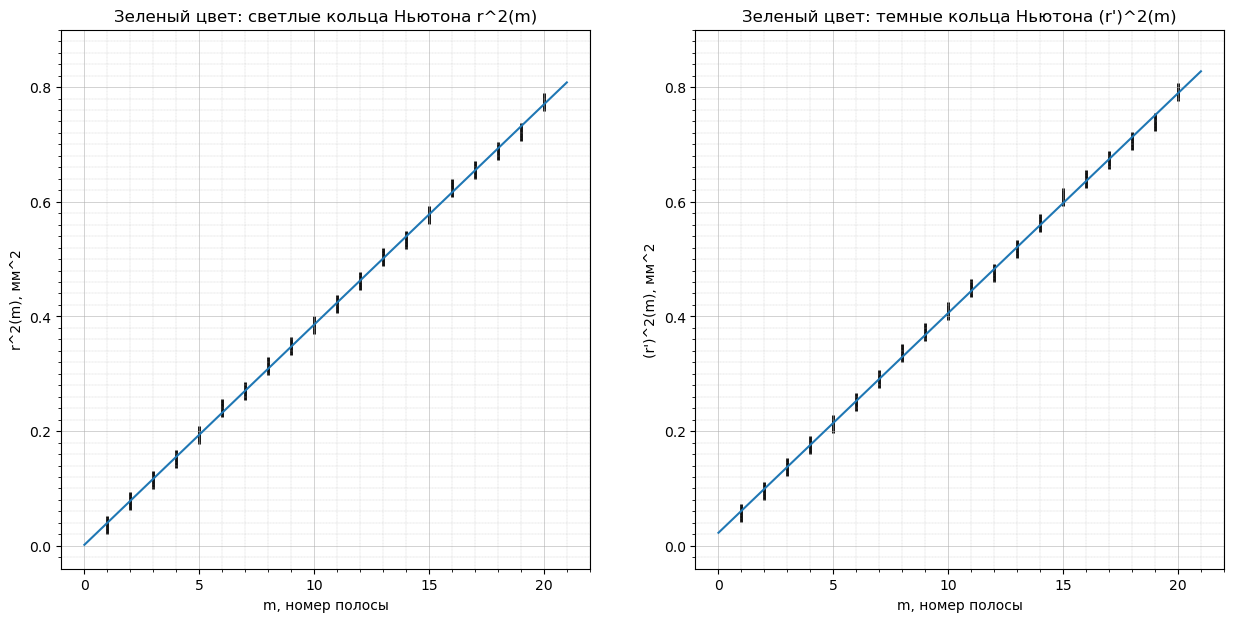 Зеленый цвет: светлые кольца Ньютона r^2(m)
r^2(m), мм^2
0.8
0.6
0.4
0.2
0.0
0 5 10 15 20
m, номер полосы
Зеленый цвет: темные кольца Ньютона (r')^2(m)
(r')^2(m), мм^2
0.8
0.6
0.4
0.2
0.0
0 5 10 15 20
m, номер полосы